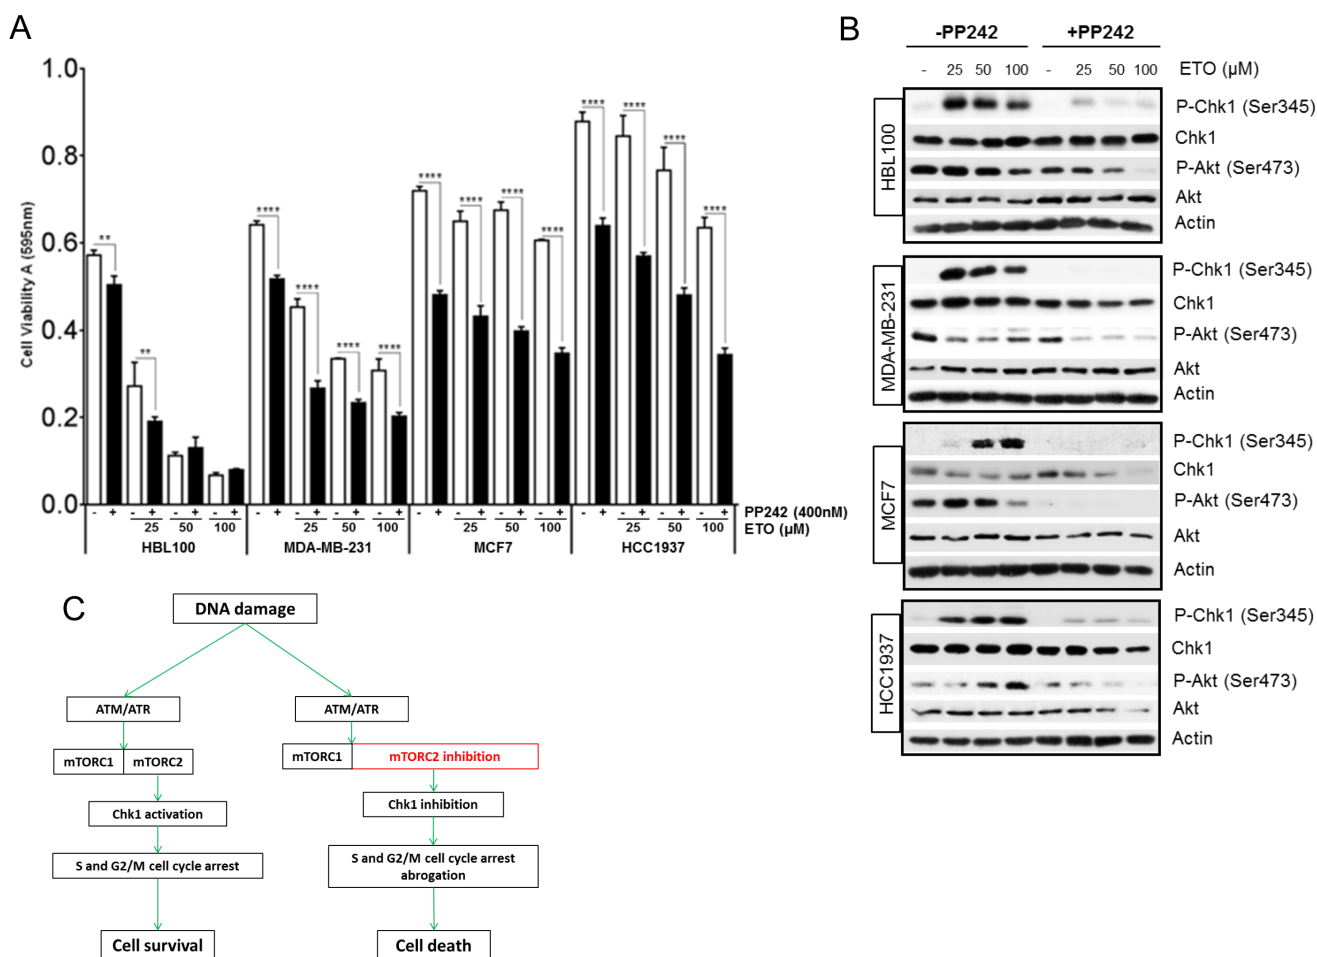 A
Cell Viability A (595nm)
1.0
0.8
0.6
0.4
0.2
0.0
** **** **** **** **** **** **** **** **** **** **** **** ****
** ****
- + - + - + - + - + - + - + - + - + - + - + - + - + - + - + - + PP242 (400nM)
25 50 100 25 50 100 25 50 100 25 50 100 ETO (µM)
HBL100 MDA-MB-231 MCF7 HCC1937
B
-PP242 +PP242
- 25 50 100 - 25 50 100 ETO (µM)
HBL100
P-Chk1 (Ser345)
Chk1
P-Akt (Ser473)
Akt
Actin
MDA-MB-231
P-Chk1 (Ser345)
Chk1
P-Akt (Ser473)
Akt
Actin
MCF7
P-Chk1 (Ser345)
Chk1
P-Akt (Ser473)
Akt
Actin
HCC1937
P-Chk1 (Ser345)
Chk1
P-Akt (Ser473)
Akt
Actin
C
DNA damage
ATM/ATR ATM/ATR
mTORC1 mTORC2 mTORC1 mTORC2 inhibition
Chk1 activation Chk1 inhibition
S and G2/M cell cycle arrest
S and G2/M cell cycle arrest
abrogation
Cell survival Cell death